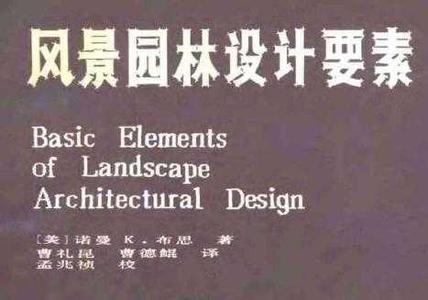 风景园林设计要素
Basic Elements
of Landscape
Architectural Design
[美]诺曼 K.布思 著
曹礼昆 曹德鲲 译
孟兆祯 校